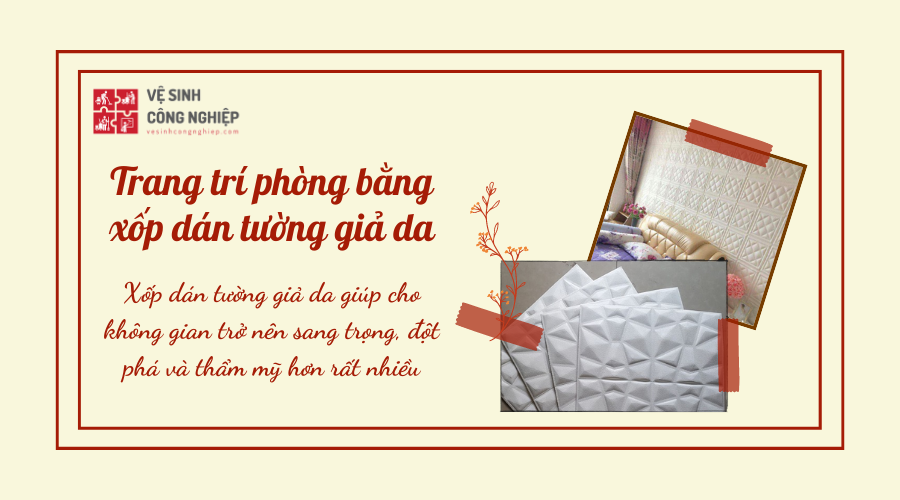 VỆ SINH
CÔNG NGHIỆP
vesinhcongnghiep.com
Trang trí phòng bằng
xốp dán tường giả da
Xốp dán tường giả da giúp cho
không gian trở nên sang trọng, đột
phá và thẩm mỹ hơn rất nhiều